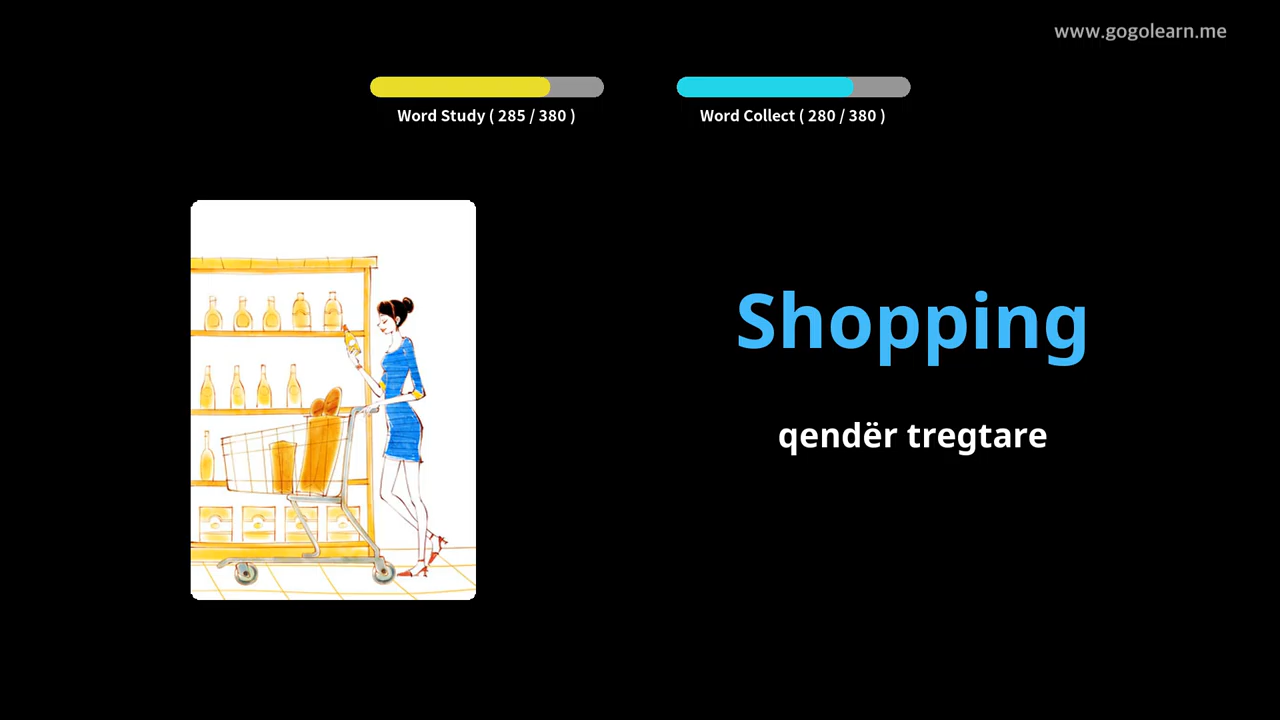 www.gogolearn.me
Word Study ( 285 / 380 )
Word Collect ( 280 / 380 )
Shopping
qendër tregtare